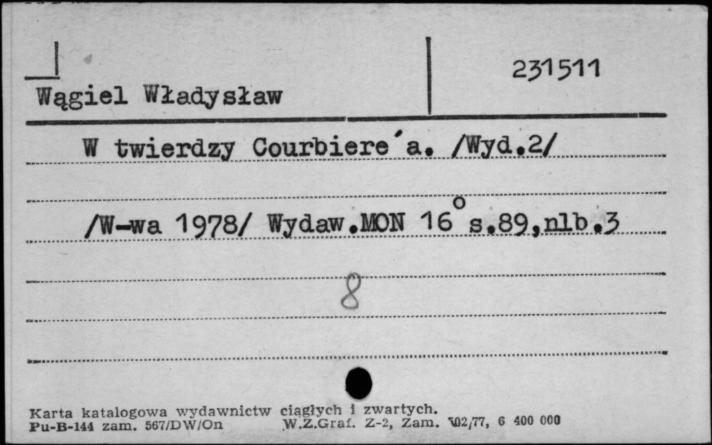 231511
Wągiel Władysław
W twierdzy Courbiere´a. /Wyd.2/
/W-wa 1978/ Wydaw.MON 16° s.89,nlb.3
8
Karta katalogowa wydawnictw ciągłych i zwartych.
Pu-B-144 zam. 567/DW/On W.Z.Graf. Z-2, Zam. 102/77, 6 400 000